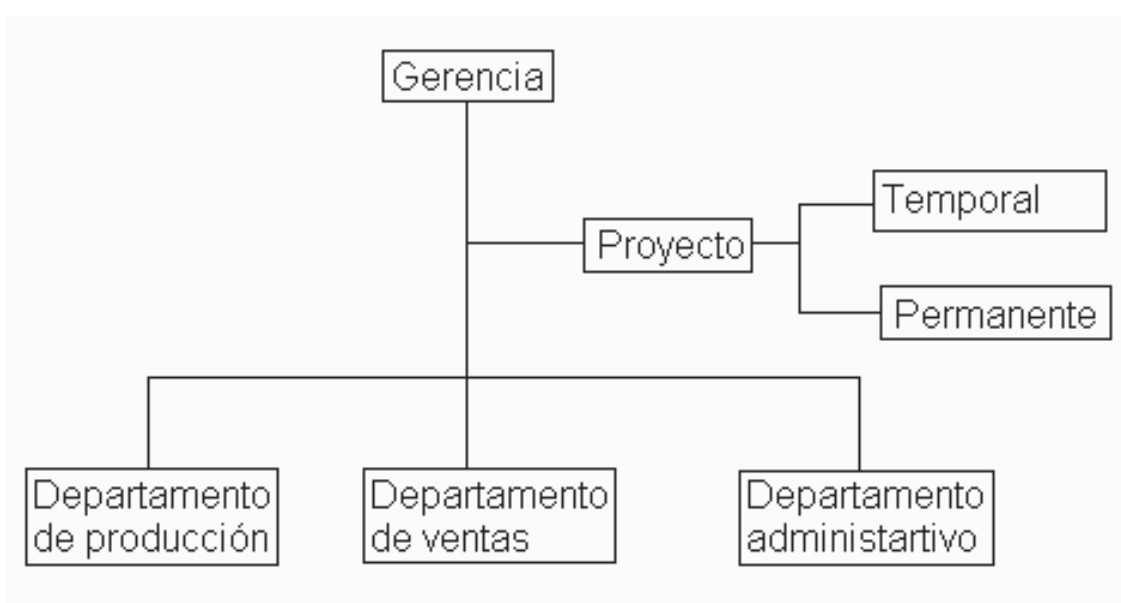 Gerencia
Temporal
Proyecto
Permanente
Departamento
de producción
Departamento
de ventas
Departamento
administartivo